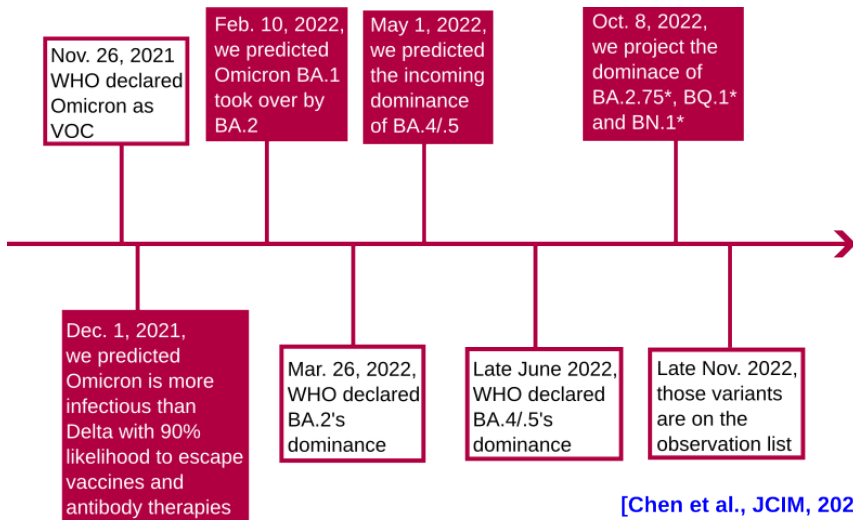 Nov. 26, 2021
WHO declared
Omicron as
VOC
Feb. 10, 2022,
we predicted
Omicron BA.1
took over by
BA.2
May 1, 2022,
we predicted
the incoming
dominance
of BA.4/.5
Oct. 8, 2022,
we project the
dominace of
BA.2.75*, BQ.1*
and BN.1*
Dec. 1, 2021,
we predicted
Omicron is more
infectious than
Delta with 90%
likelihood to escape
vaccines and
antibody therapies
Mar. 26, 2022,
WHO declared
BA.2's
dominance
Late June 2022,
WHO declared
BA.4/.5's
dominance
Late Nov. 2022,
those variants
are on the
observation list
[Chen et al., JCIM, 202